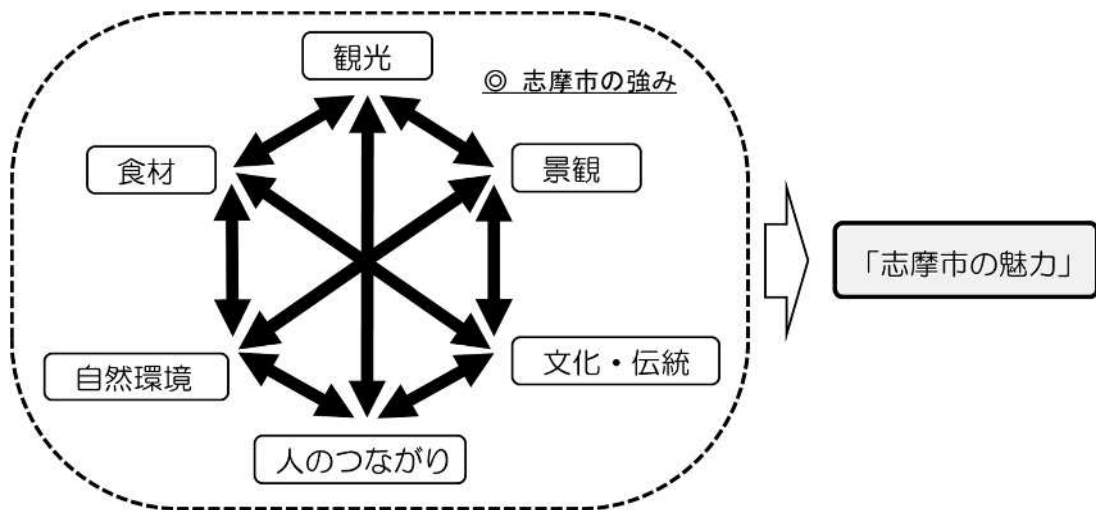 観光
◎ 志摩市の強み
食材
景観
「志摩市の魅力」
自然環境
文化・伝統
人のつながり